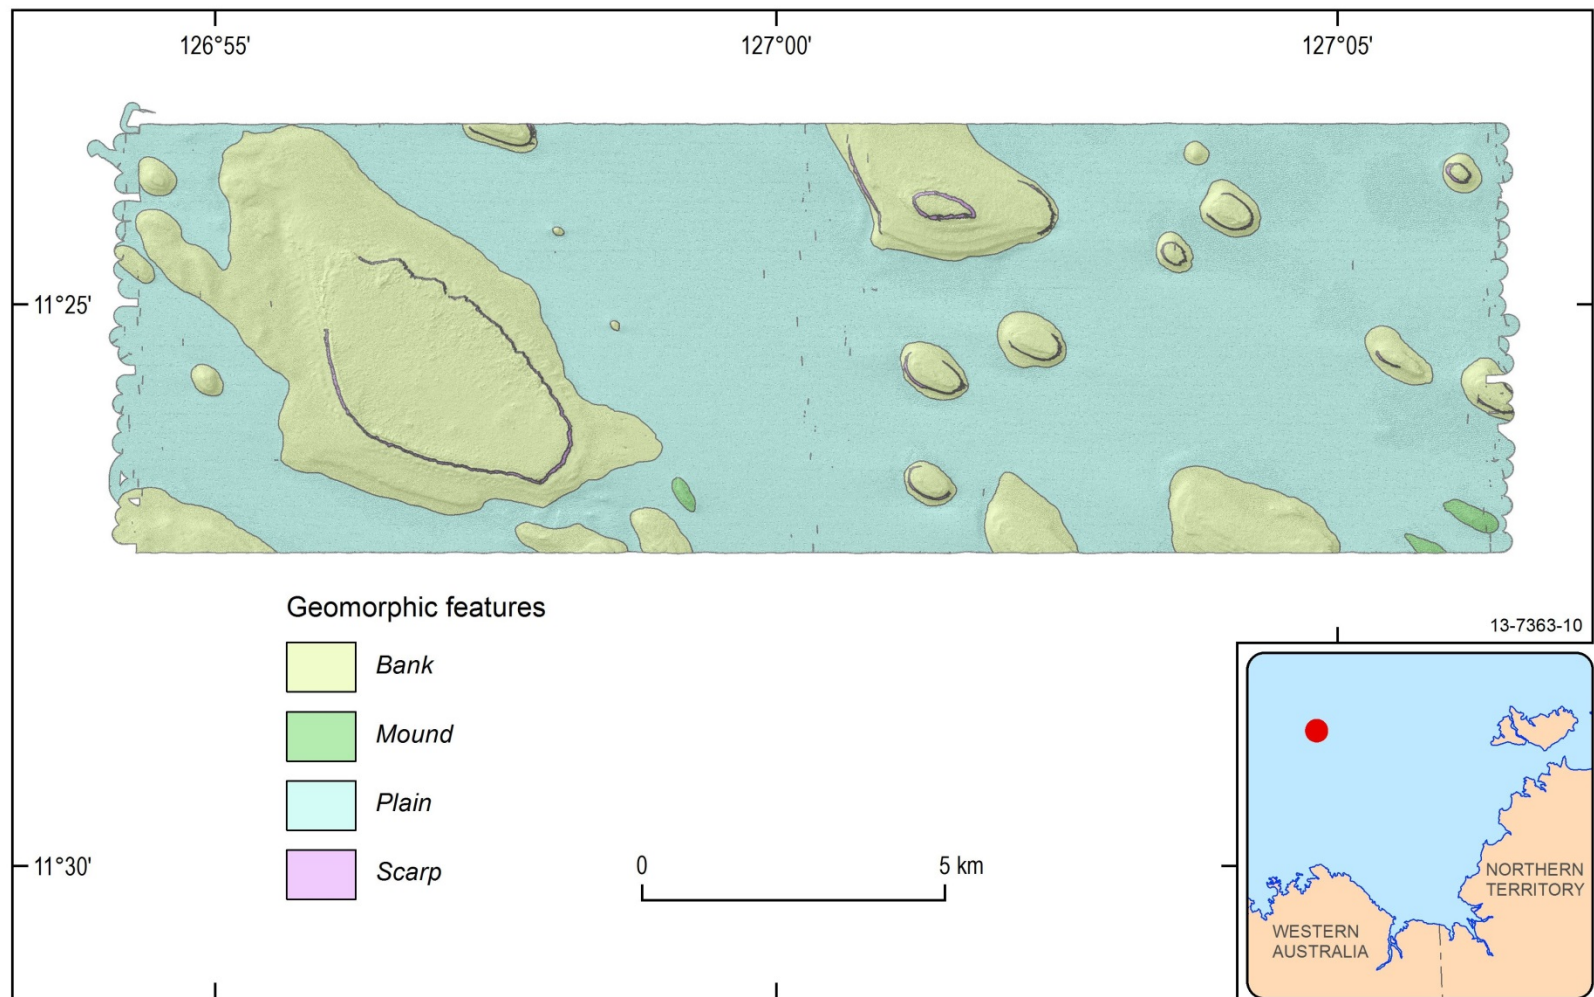 126°55'
127°00'
127°05'
11°25'
Geomorphic features
Bank
Mound
Plain
Scarp
11°30'
0
5 km
13-7363-10
NORTHERN
TERRITORY
WESTERN
AUSTRALIA